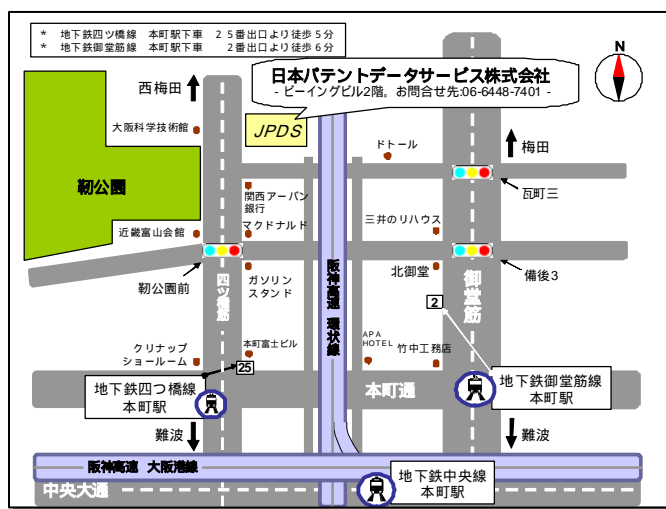 * 地下鉄四ツ橋線 本町駅下車 25番出口より徒歩5分
* 地下鉄御堂筋線 本町駅下車 2番出口より徒歩6分
N
日本パテントデータサービス株式会社
- ビーイングビル2階。お問合せ先:06-6448-7401 -
西梅田
大阪科学技術館
JPDS
ドトール
梅田
靭公園
関西アーバン
銀行
瓦町三
近畿富山会館
マクドナルド
三井のリハウス
靭公園前
四ツ橋筋
ガソリン
スタンド
阪神高速 環状線
北御堂
御堂筋
備後3
2
クリナップ
ショールーム
本町富士ビル
APA
HOTEL
竹中工務店
25
地下鉄四つ橋線
本町駅
本町通
地下鉄御堂筋線
本町駅
難波
難波
阪神高速 大阪港線
中央大通
地下鉄中央線
本町駅